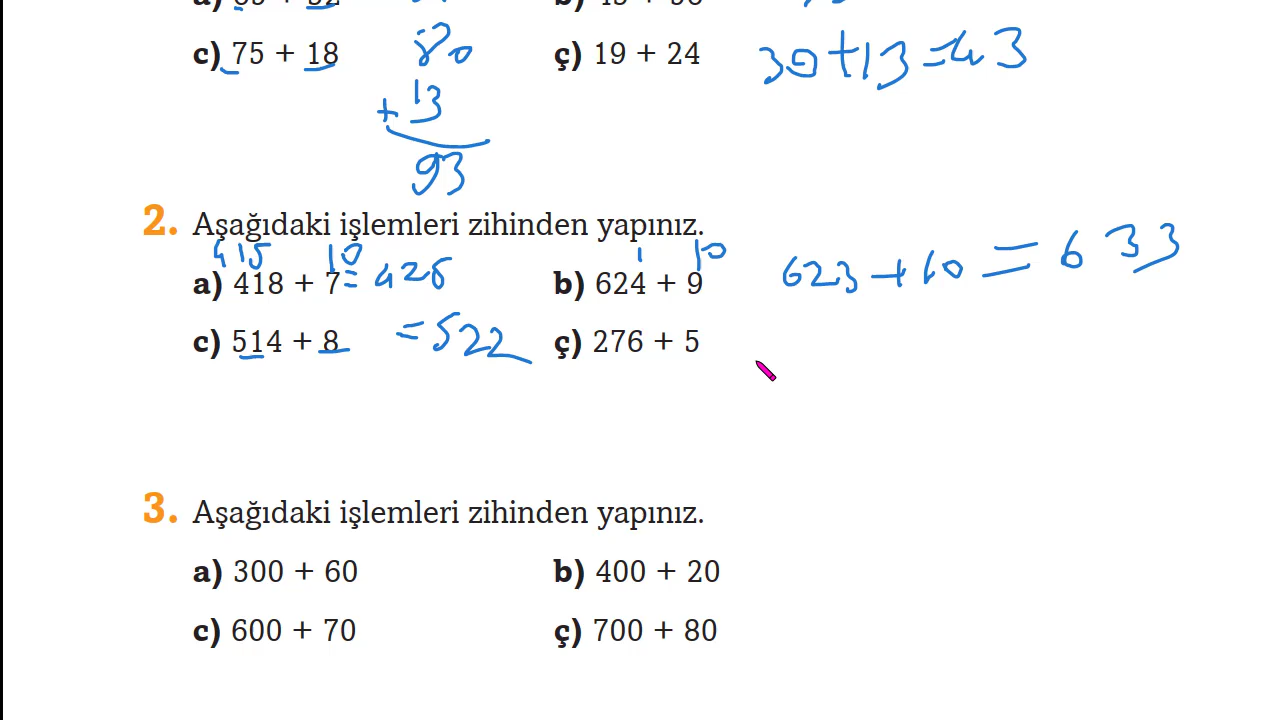 c) 75 + 18
80
+ 13
93
ç) 19 + 24
30 + 13 = 43
2. Aşağıdaki işlemleri zihinden yapınız.
415 10
a) 418 + 7 = 425
10
b) 624 + 9
623 + 10 = 633
c) 514 + 8 = 522
ç) 276 + 5
3. Aşağıdaki işlemleri zihinden yapınız.
a) 300 + 60
b) 400 + 20
c) 600 + 70
ç) 700 + 80